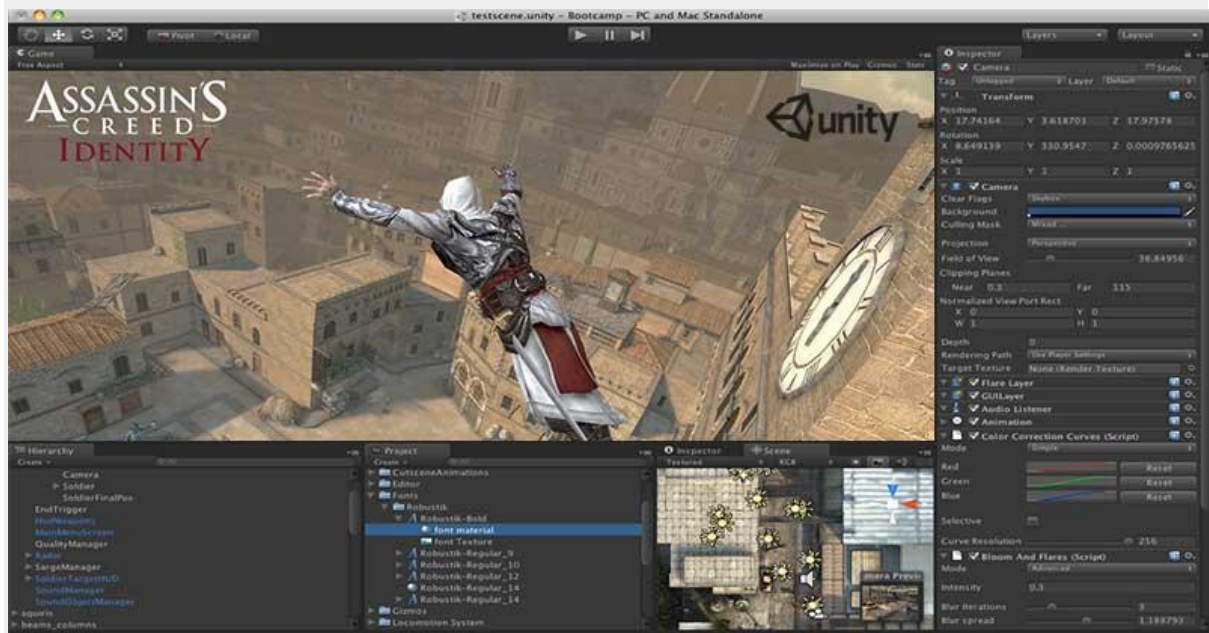 testscene.unity – Bootcamp – PC and Mac Standalone
Pivot Local
Layers Layout
Game
Free Aspect Maximize on Play Gizmos Stats
ASSASSIN'S
CREED
IDENTITY
unity
Inspector
Camera Static
Tag Untagged Layer Default
Transform
Position
X 17.74164 Y 3.618701 Z 17.97578
Rotation
X 8.649139 Y 330.9547 Z 0.0009765625
Scale
X 1 Y 1 Z 1
Camera
Clear Flags Skybox
Background
Culling Mask Mixed ...
Projection Perspective
Field of View 36.84956
Clipping Planes
Near 0.3 Far 115
Normalized View Port Rect
X 0 Y 0
W 1 H 1
Depth 0
Rendering Path Use Player Settings
Target Texture None (Render Texture)
Flare Layer
GUILayer
Audio Listener
Animation
Color Correction Curves (Script)
Mode Simple
Red Reset
Green Reset
Blue Reset
Selective
Curve Resolution 256
Bloom And Flares (Script)
Mode Advanced
Intensity 0.3
Blur Iterations 3
Blur spread 1.188793
Hierarchy
Create
Camera
Soldier
SoldierFinalPos
EndTrigger
HudWeapons
MainMenuScreen
QualityManager
Radar
SargeManager
SoldierTargetHUD
SoundManager
SoundObjectManager
aquiris
beams_columns
Project
Create
CutsceneAnimations
Editor
Fonts
Robustik
Robustik-Bold
font material
font Texture
Robustik-Regular_9
Robustik-Regular_10
Robustik-Regular_12
Robustik-Regular_14
Robustik-Regular_14
Gizmos
Locomotion System
Inspector Scene
Textured RGB
mera Previ